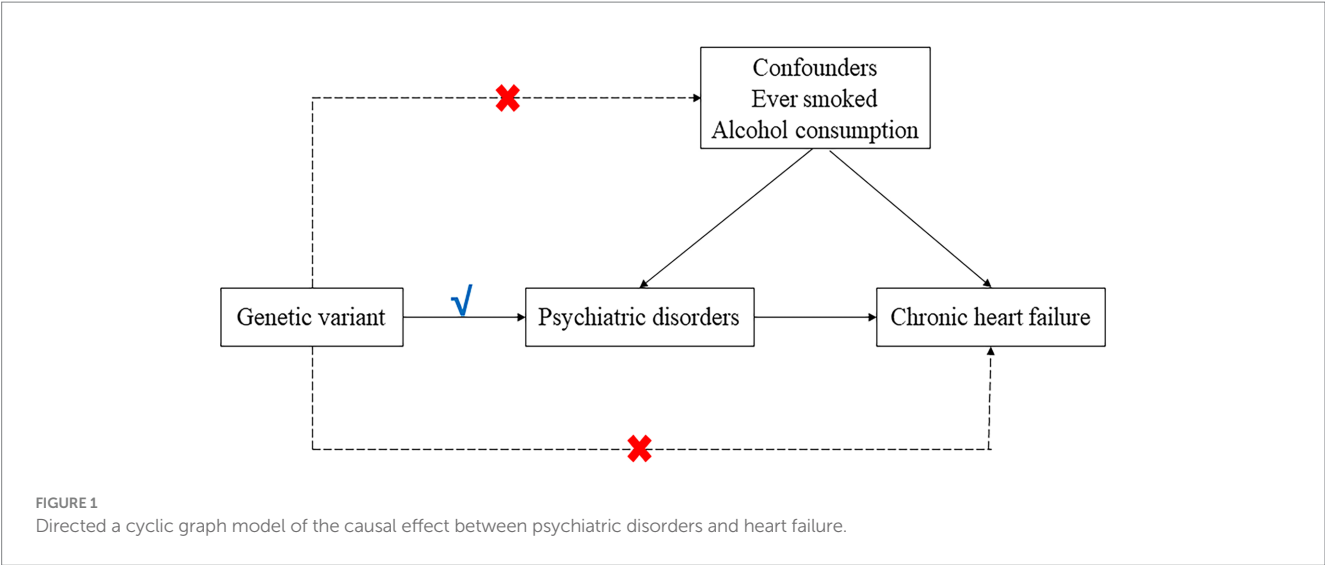 Confounders
Ever smoked
Alcohol consumption
Genetic variant
√
Psychiatric disorders
Chronic heart failure
FIGURE 1
Directed a cyclic graph model of the causal effect between psychiatric disorders and heart failure.